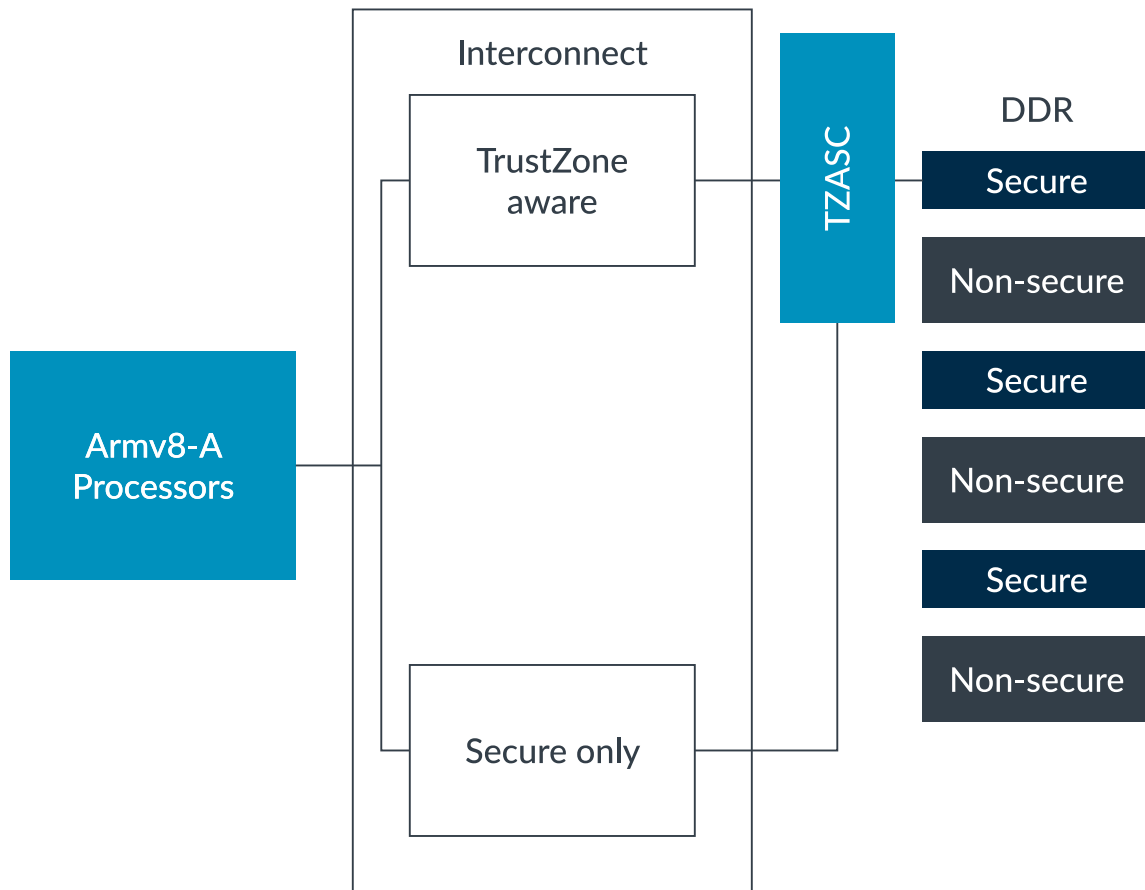 Interconnect
TrustZone
aware
TZASC
DDR
Secure
Non-secure
Secure
Non-secure
Secure
Non-secure
Armv8-A
Processors
Secure only